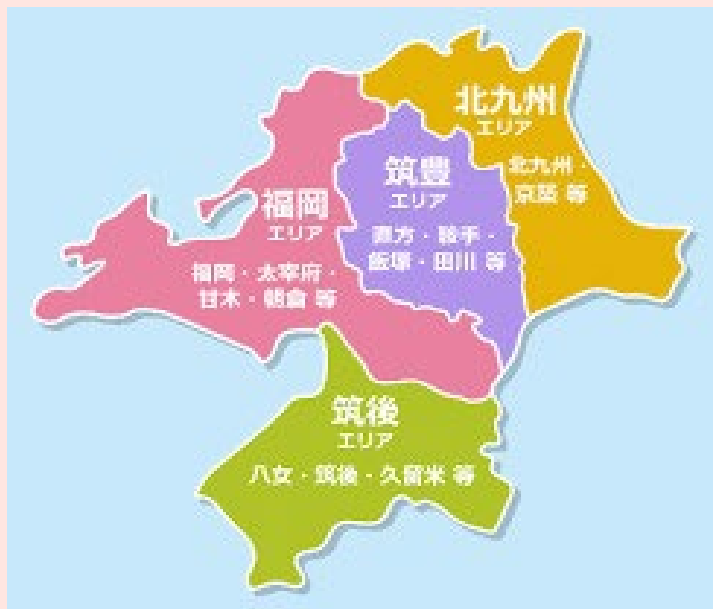 北九州
エリア
北九州・
京築 等
筑豊
エリア
直方・鞍手・
飯塚・田川 等
福岡
エリア
福岡・太宰府・
甘木・朝倉 等
筑後
エリア
八女・筑後・久留米 等